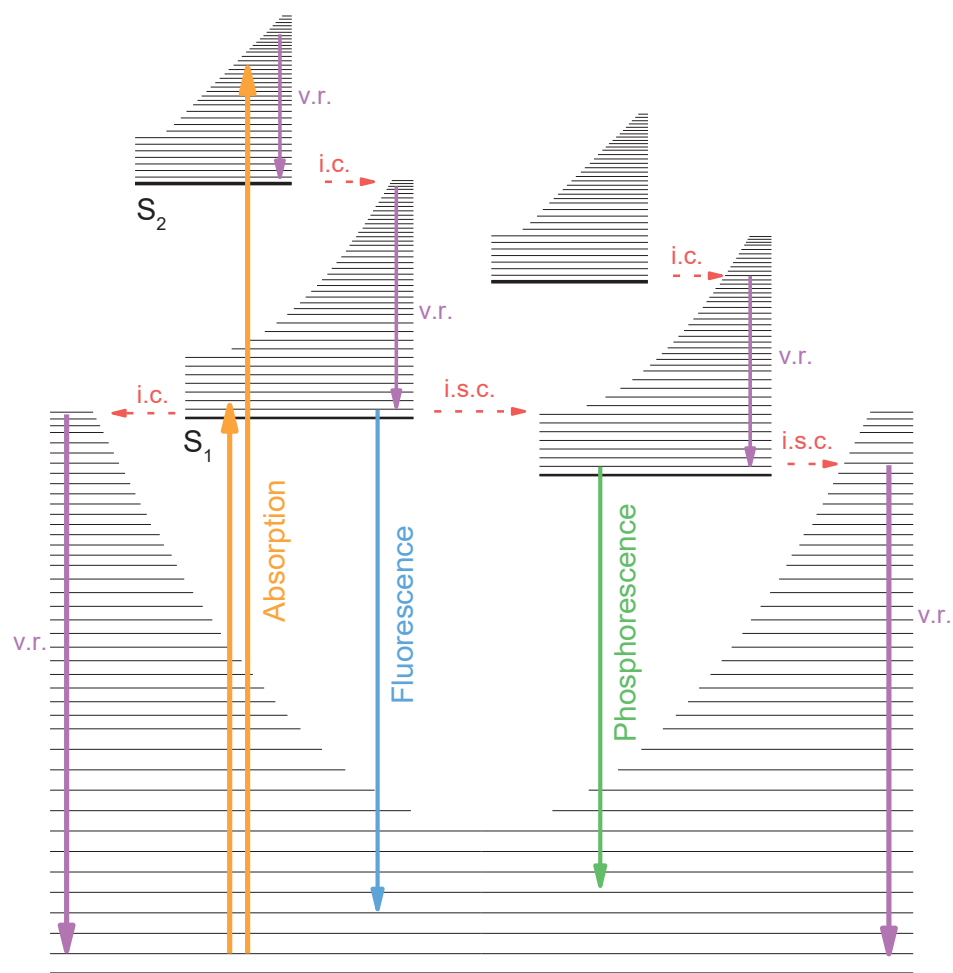 v.r.
i.c.
S2
i.c.
v.r.
v.r.
i.c.
i.s.c.
S1
i.s.c.
Absorption
Fluorescence
Phosphorescence
v.r.
v.r.